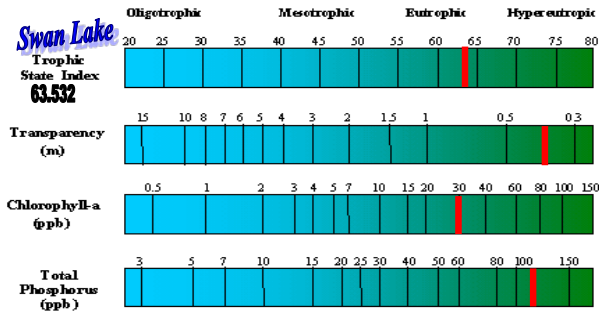 Oligotrophic Mesotrophic Eutrophic Hypereutropic
Swan Lake
20 25 30 35 40 45 50 55 60 65 70 75 80
Trophic
State Index
63.532
15 10 8 7 6 5 4 3 2 1.5 1 0.5 0.3
Transparency
(m)
0.5 1 2 3 4 5 7 10 15 20 30 40 60 80 100 150
Chlorophyll-a
(ppb)
3 5 7 10 15 20 25 30 40 50 60 80 100 150
Total
Phosphorus
(ppb)